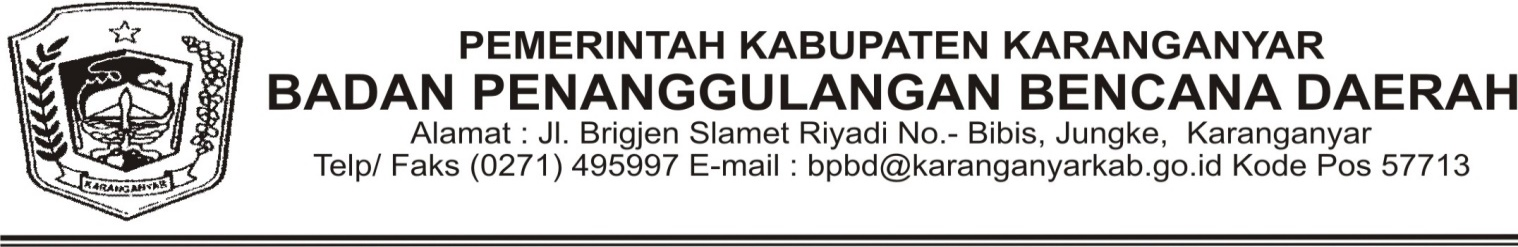 PEMERINTAH KABUPATEN KARANGANYAR
BADAN PENANGGULANGAN BENCANA DAERAH
Alamat : Jl. Brigjen Slamet Riyadi No.- Bibis, Jungke, Karanganyar
Telp/ Faks (0271) 495997 E-mail : bpbd@karanganyarkab.go.id Kode Pos 57713
KARANGANYAR